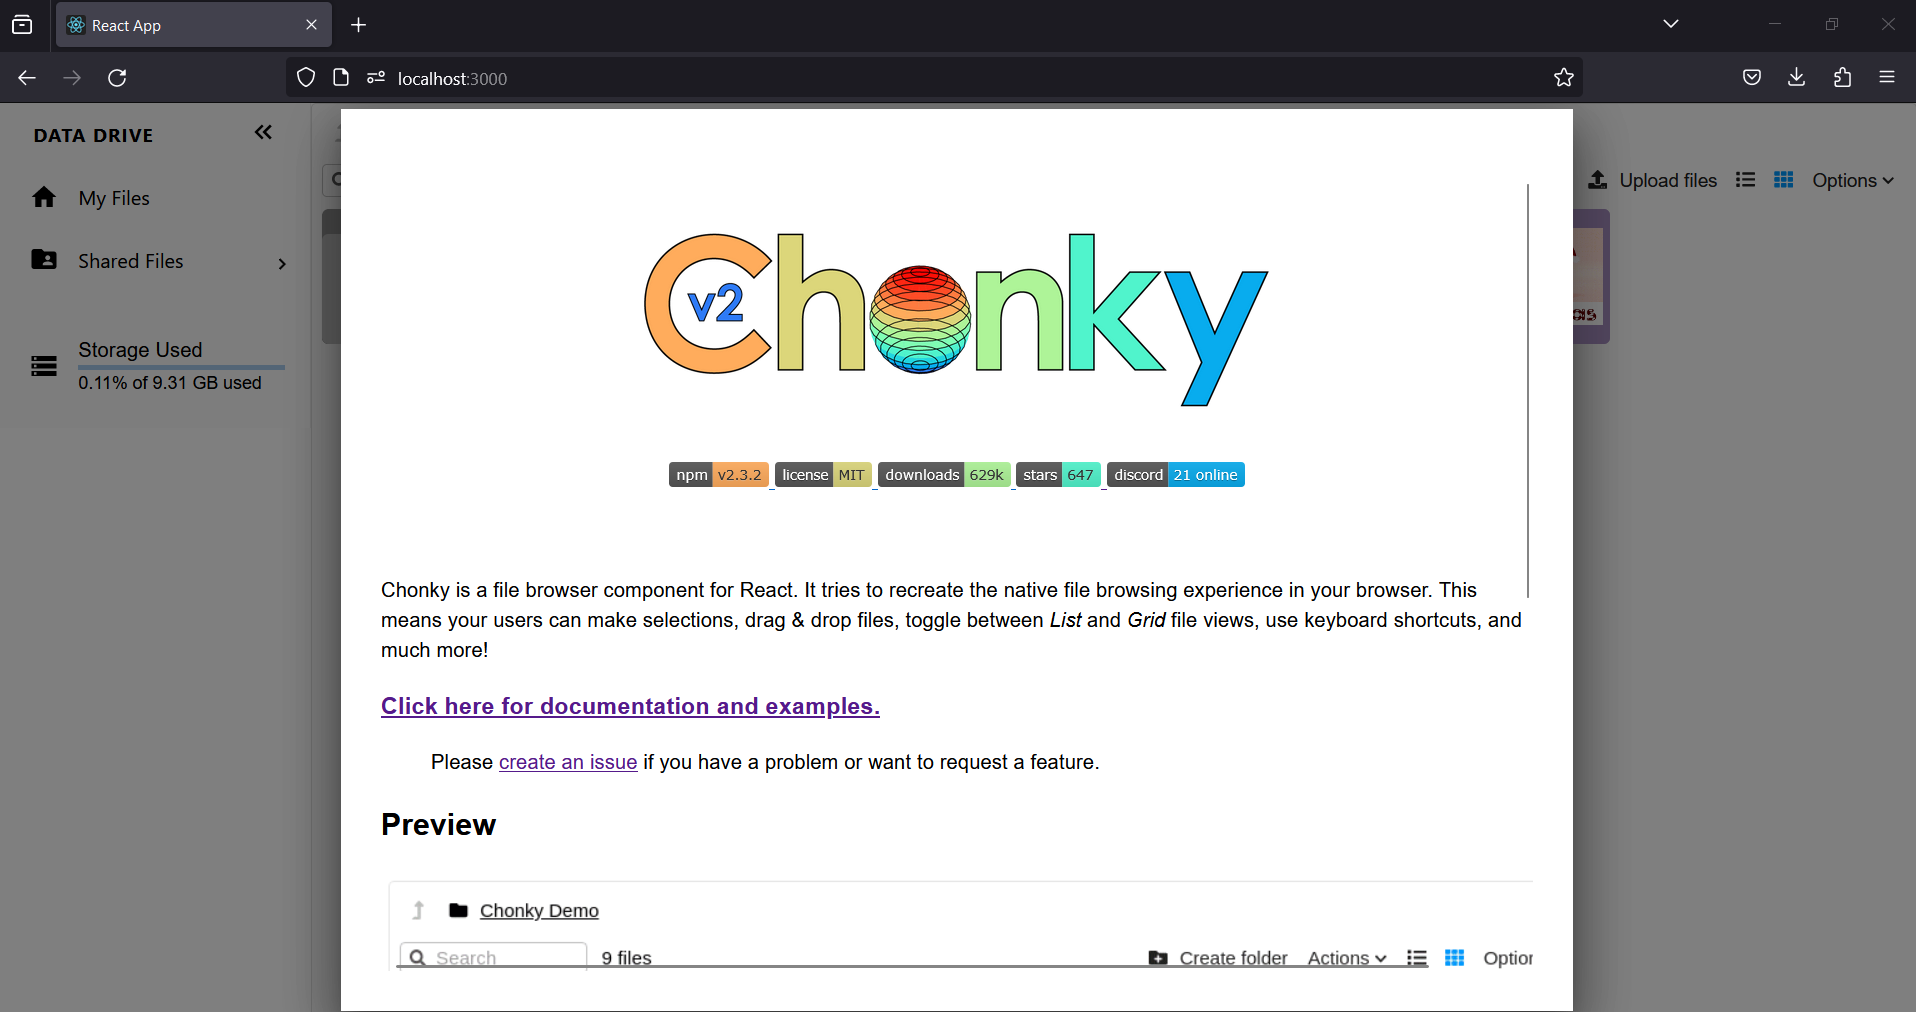 React App
localhost:3000
DATA DRIVE
My Files
Shared Files
Storage Used
0.11% of 9.31 GB used
Upload files
Options
Chonky
v2
npm v2.3.2 license MIT downloads 629k stars 647 discord 21 online
Chonky is a file browser component for React. It tries to recreate the native file browsing experience in your browser. This
means your users can make selections, drag & drop files, toggle between List and Grid file views, use keyboard shortcuts, and
much more!
Click here for documentation and examples.
Please create an issue if you have a problem or want to request a feature.
Preview
Chonky Demo
Search 9 files Create folder Actions